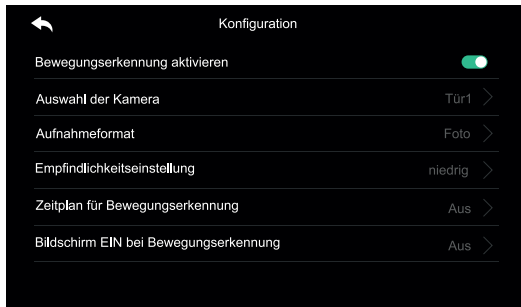 Konfiguration
Bewegungserkennung aktivieren
Auswahl der Kamera Tür1
Aufnahmeformat Foto
Empfindlichkeitseinstellung niedrig
Zeitplan für Bewegungserkennung Aus
Bildschirm EIN bei Bewegungserkennung Aus